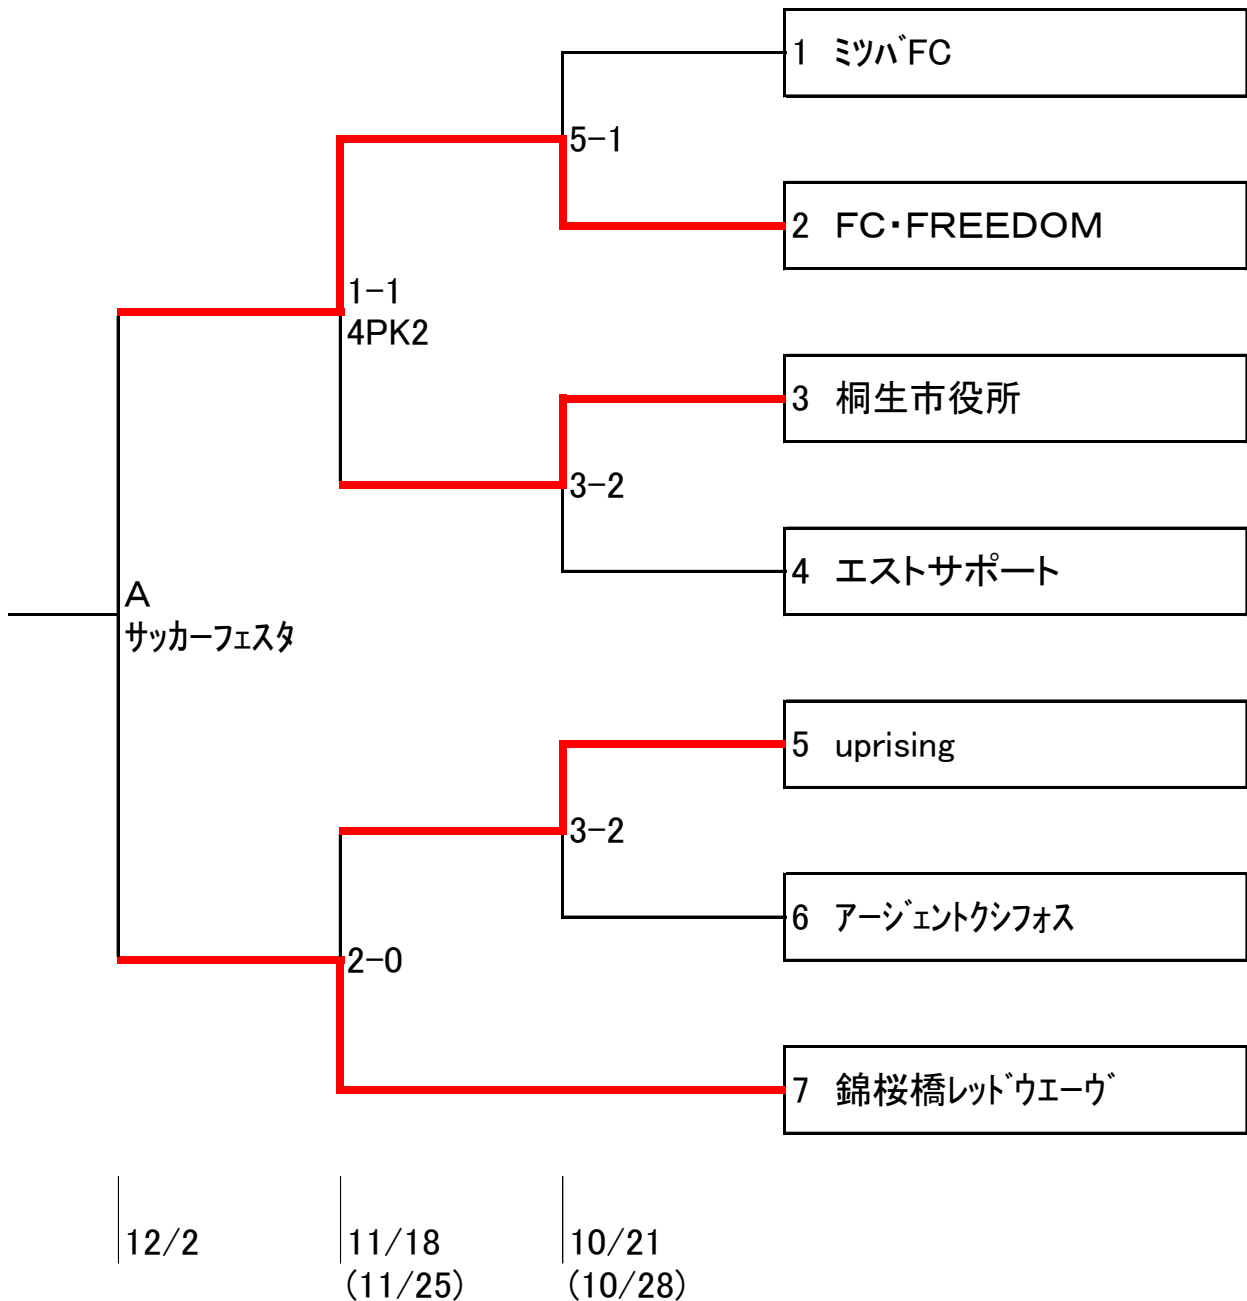 1 ミツバFC
5-1
2 FC・FREEDOM
1-1
4PK2
3 桐生市役所
3-2
4 エストサポート
A
サッカーフェスタ
5 uprising
3-2
6 アージェントクシフォス
2-0
7 錦桜橋レッドウエーヴ
12/2
11/18
(11/25)
10/21
(10/28)